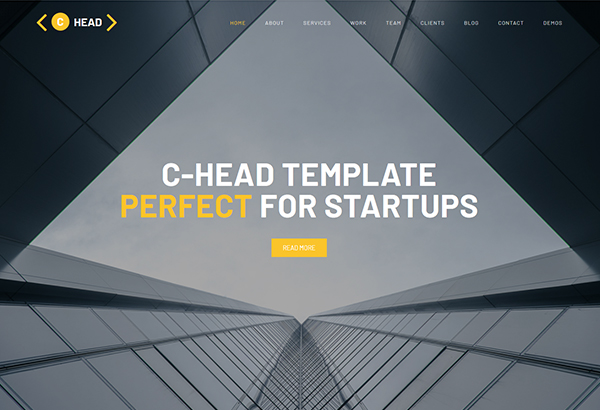 C HEAD
HOME ABOUT SERVICES WORK TEAM CLIENTS BLOG CONTACT DEMOS
C-HEAD TEMPLATE
PERFECT FOR STARTUPS
READ MORE